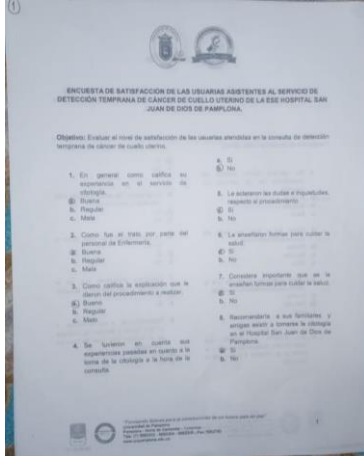 1
ENCUESTA DE SATISFACCION DE LAS USUARIAS ASISTENTES AL SERVICIO DE
DETECCIÓN TEMPRANA DE CÁNCER DE CUELLO UTERINO DE LA ESE HOSPITAL SAN
JUAN DE DIOS DE PAMPLONA.
Objetivo: Evaluar el nivel de satisfacción de las usuarias atendidas en la consulta de detección
temprana de cáncer de cuello uterino.
1. En general como califica su
experiencia en el servicio de
citología.
a. Buena
b. Regular
c. Mala
2. Como fue el trato por parte del
personal de Enfermería.
a. Buena
b. Regular
c. Mala
3. Como califica la explicación que le
dieron del procedimiento a realizar.
a. Bueno
b. Regular
c. Malo
4. Se tuvieron en cuenta sus
experiencias pasadas en cuanto a la
toma de la citología a la hora de la
consulta.
a. Si
b. No
5. Le aclararon las dudas e inquietudes,
respecto al procedimiento
a. Si
b. No
6. Le enseñaron formas para cuidar la
salud.
a. Si
b. No
7. Considera importante que se le
enseñen formas para cuidar la salud.
a. Si
b. No
8. Recomendaría a sus familiares y
amigas asistir a tomarse la citología
en el Hospital San Juan de Dios de
Pamplona
a. Si
b. No
1
Universidad de Pamplona